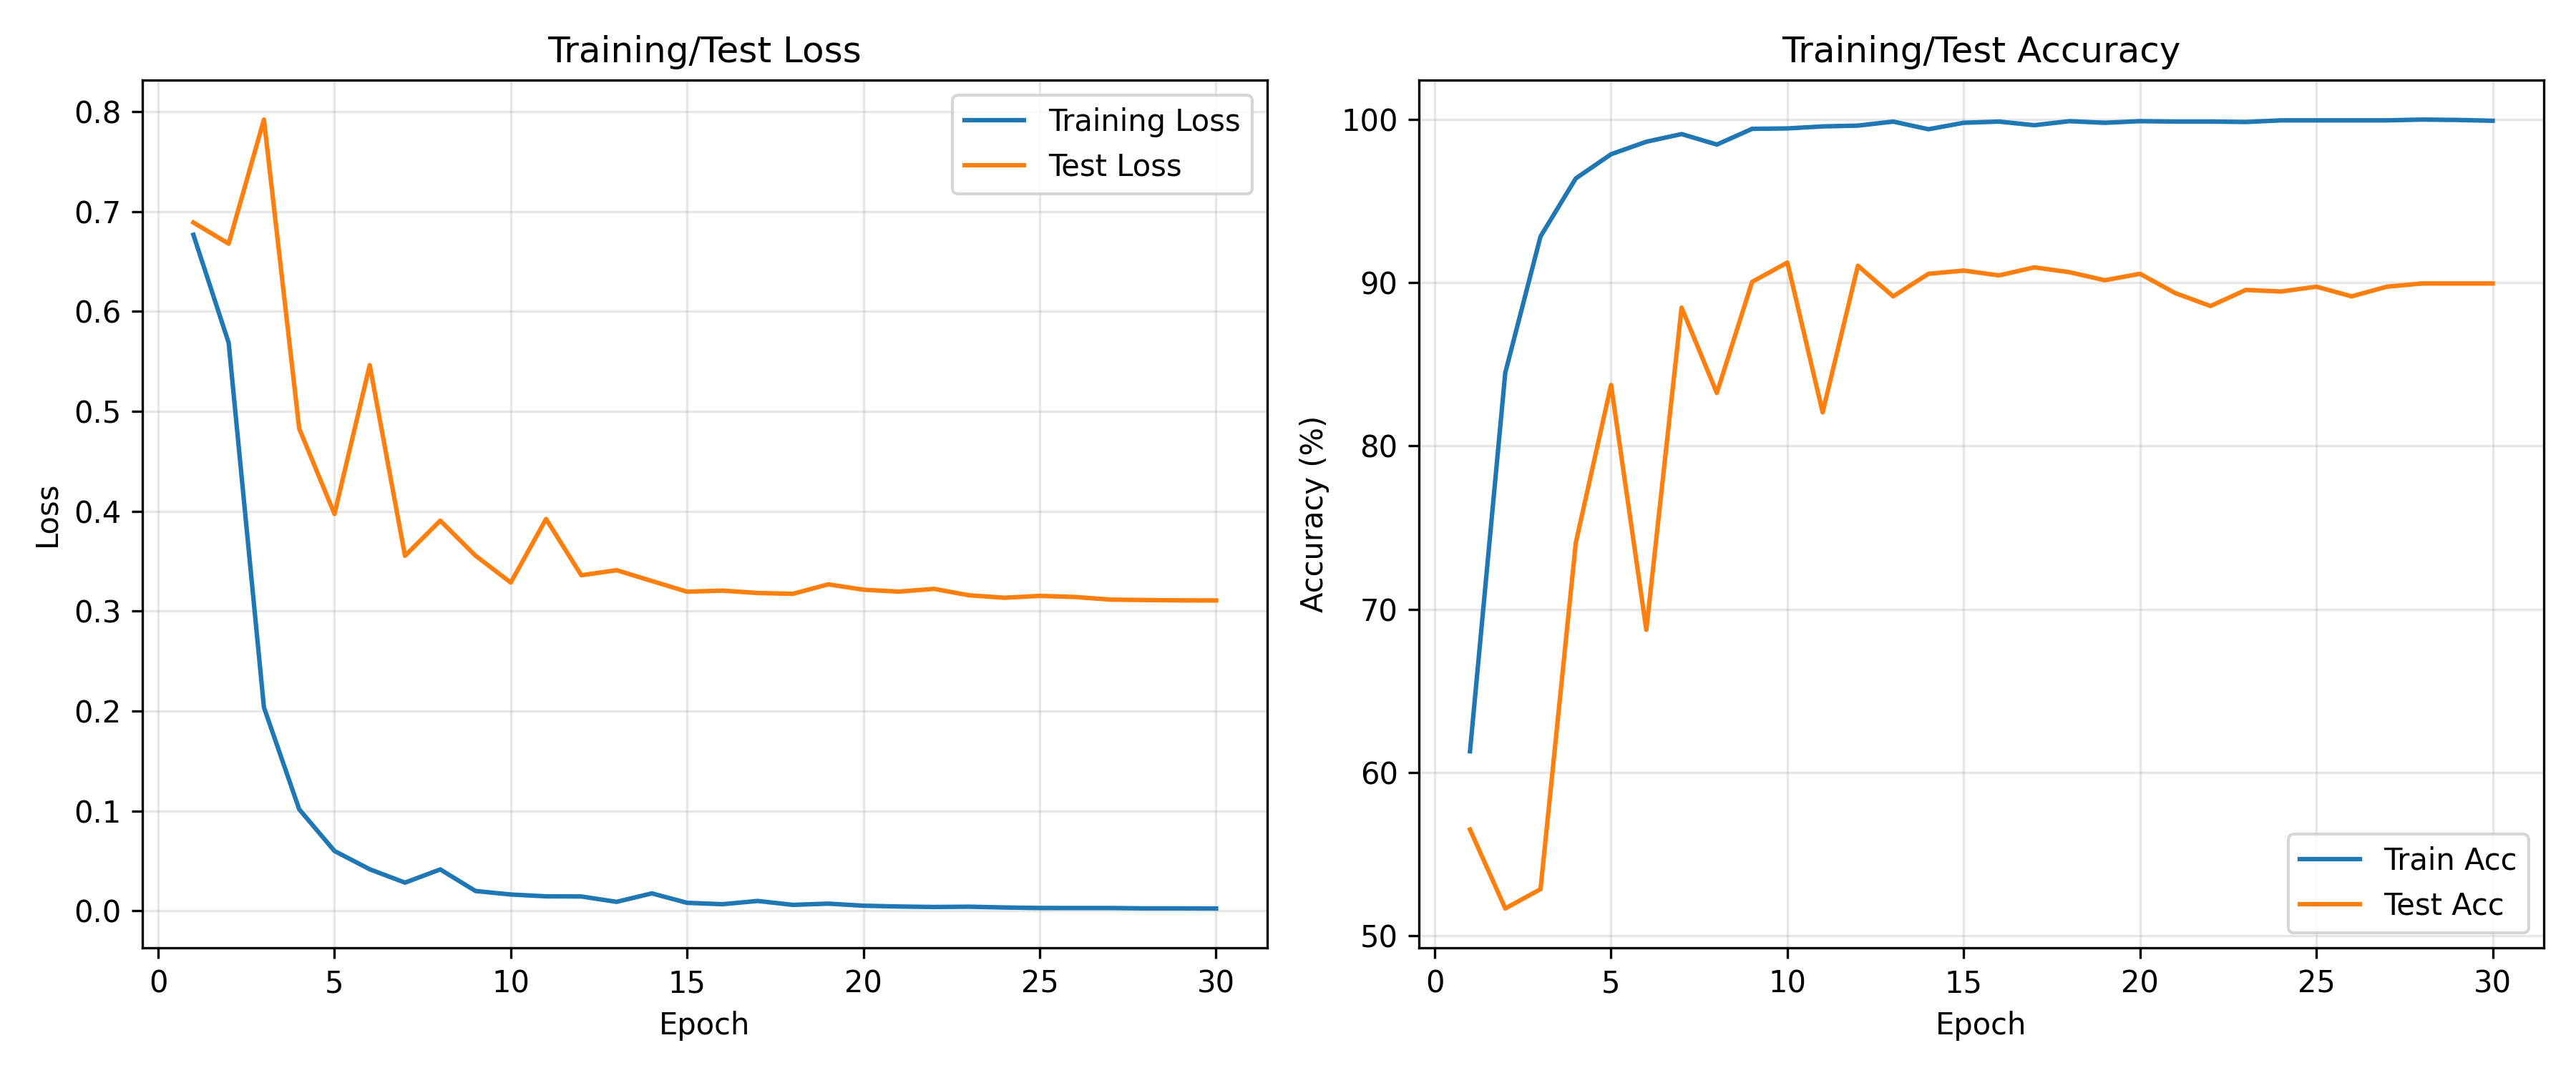 Training/Test Loss
Training Loss
Test Loss
0.8
0.7
0.6
0.5
0.4
0.3
0.2
0.1
0.0
Loss
0 5 10 15 20 25 30
Epoch
Training/Test Accuracy
100
90
80
70
60
50
Accuracy (%)
Train Acc
Test Acc
0 5 10 15 20 25 30
Epoch